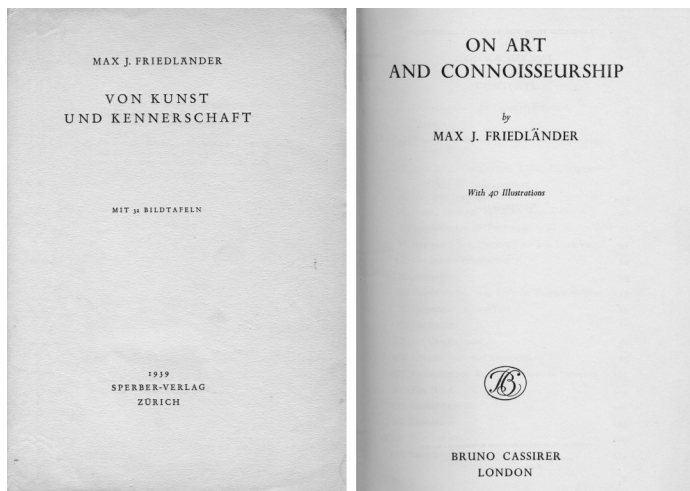 MAX J. FRIEDLÄNDER
VON KUNST
UND KENNERSCHAFT
MIT 32 BILDTAFELN
1939
SPERBER-VERLAG
ZÜRICH
ON ART
AND CONNOISSEURSHIP
by
MAX J. FRIEDLÄNDER
With 40 Illustrations
BC
BRUNO CASSIRER
LONDON